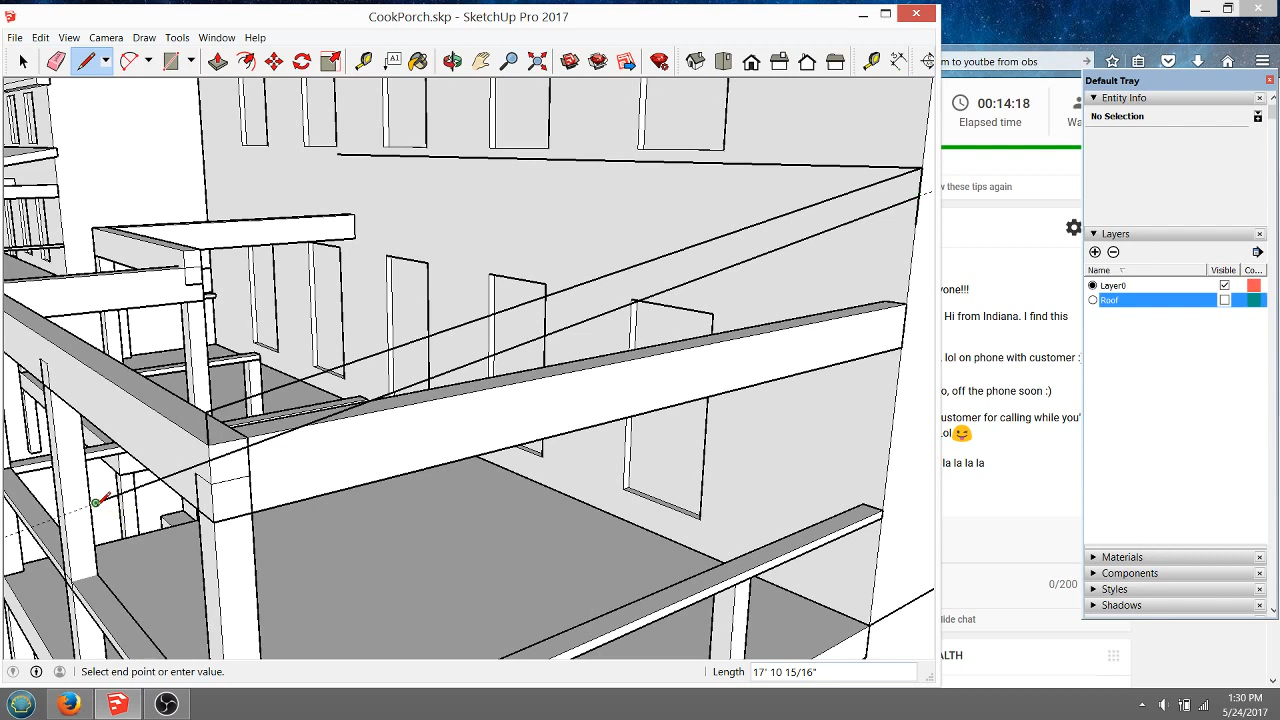 CookPorch.skp - SketchUp Pro 2017
File Edit View Camera Draw Tools Window Help
m to youtbe from obs
00:14:18
Elapsed time
Wa
w these tips again
yone!!!
Hi from Indiana. I find this
lol on phone with customer :
o, off the phone soon :)
ustomer for calling while you'
Lol
la la la la
0/200
lide chat
ALTH
Default Tray
Entity Info
No Selection
Layers
Name Visible Co...
Layer0
Roof
Materials
Components
Styles
Shadows
Select end point or enter value.
Length 17' 10 15/16"
1:30 PM
5/24/2017